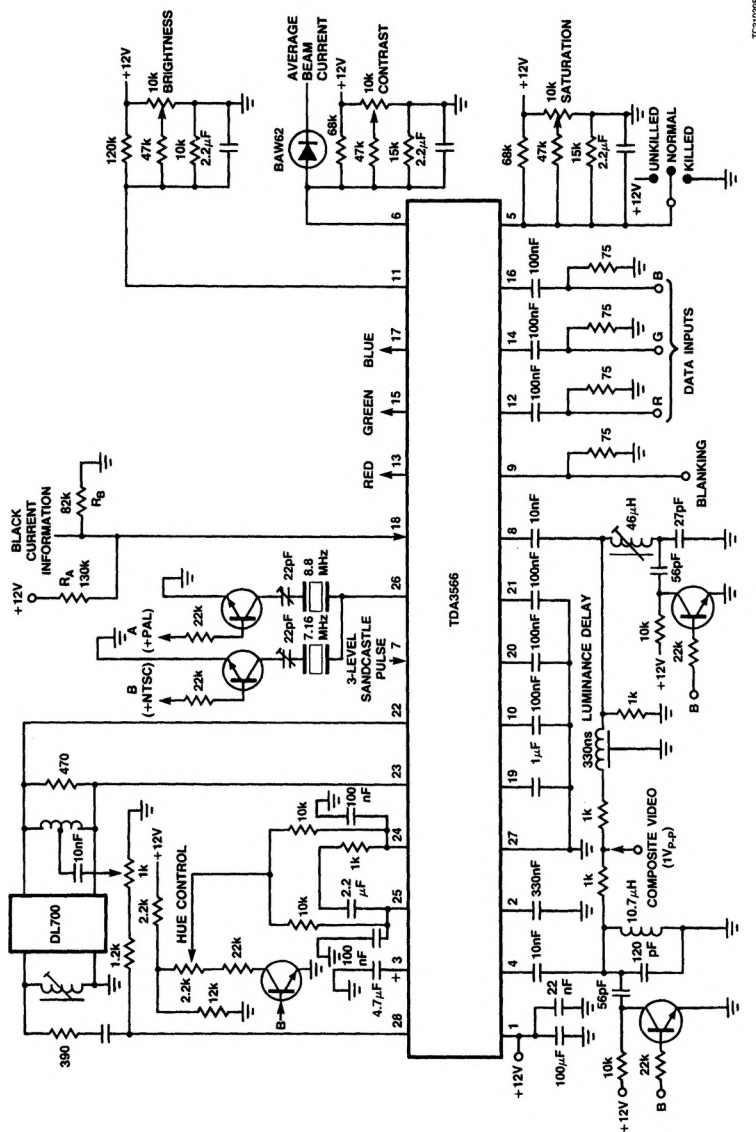 TC21020S
+12V
120k
10k
BRIGHTNESS
47k
10k
2.2μF
AVERAGE
BEAM
CURRENT
BAW62
+12V
68k
10k
CONTRAST
47k
15k
2.2μF
+12V
68k
10k
SATURATION
47k
15k
2.2μF
+12V
UNKILLED
NORMAL
KILLED
BLACK
CURRENT
INFORMATION
+12V
RA
130k
82k
RB
RED
GREEN
BLUE
B
(+NTSC)
A
(+PAL)
22k
22k
22pF
22pF
7.16
MHz
8.8
MHz
3-LEVEL
SANDCASTLE
PULSE
DL700
390
470
10nF
1k
1.2k
+12V
2.2k
HUE CONTROL
2.2k
22k
12k
B
10k
10k
1k
2.2
μF
100
nF
100
nF
+
4.7μF
28
3
25
24
23
22
7
26
18
13
15
17
11
6
TDA3566
1
4
2
27
19
10
20
21
8
9
12
14
16
5
+12V
100μF
22
nF
10nF
330nF
1μF
100nF
100nF
100nF
10nF
100nF
100nF
100nF
75
75
75
75
BLANKING
R
G
B
DATA INPUTS
+12V
10k
56pF
22k
B
120
pF
10.7μH
1k
COMPOSITE VIDEO
(1VP-P)
1k
330ns LUMINANCE DELAY
1k
46μH
27pF
56pF
+12V
10k
22k
B